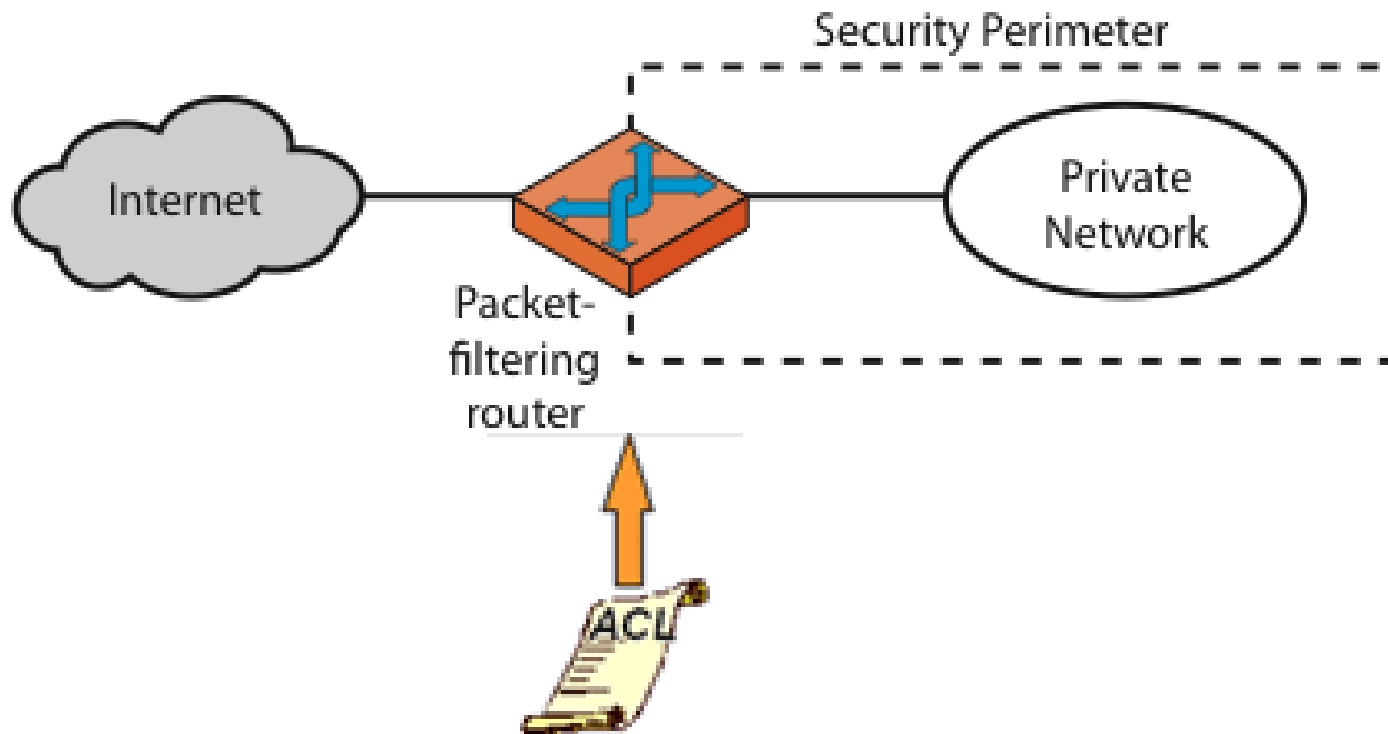 Security Perimeter
Internet
Private
Network
Packet-
filtering
router
ACL